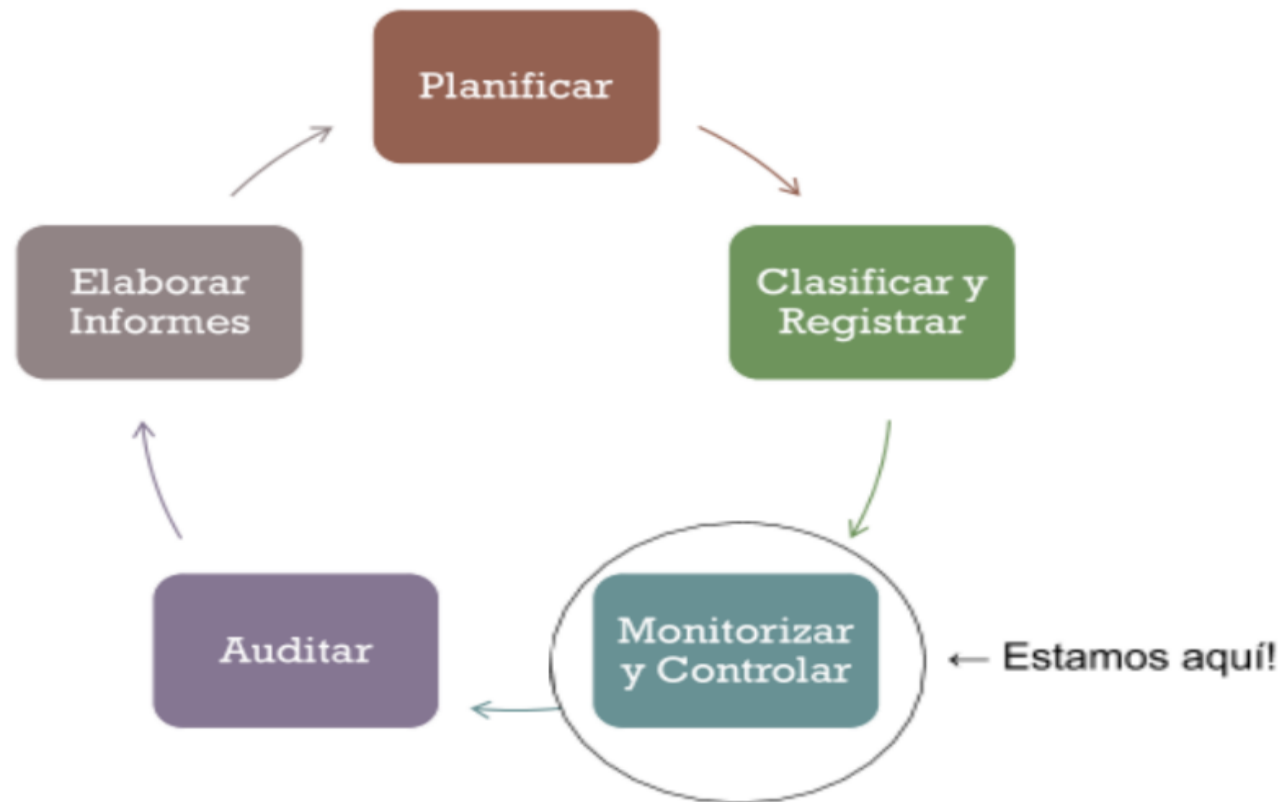 Planificar
Clasificar y
Registrar
Elaborar
Informes
Monitorizar
y Controlar
← Estamos aquí!
Auditar